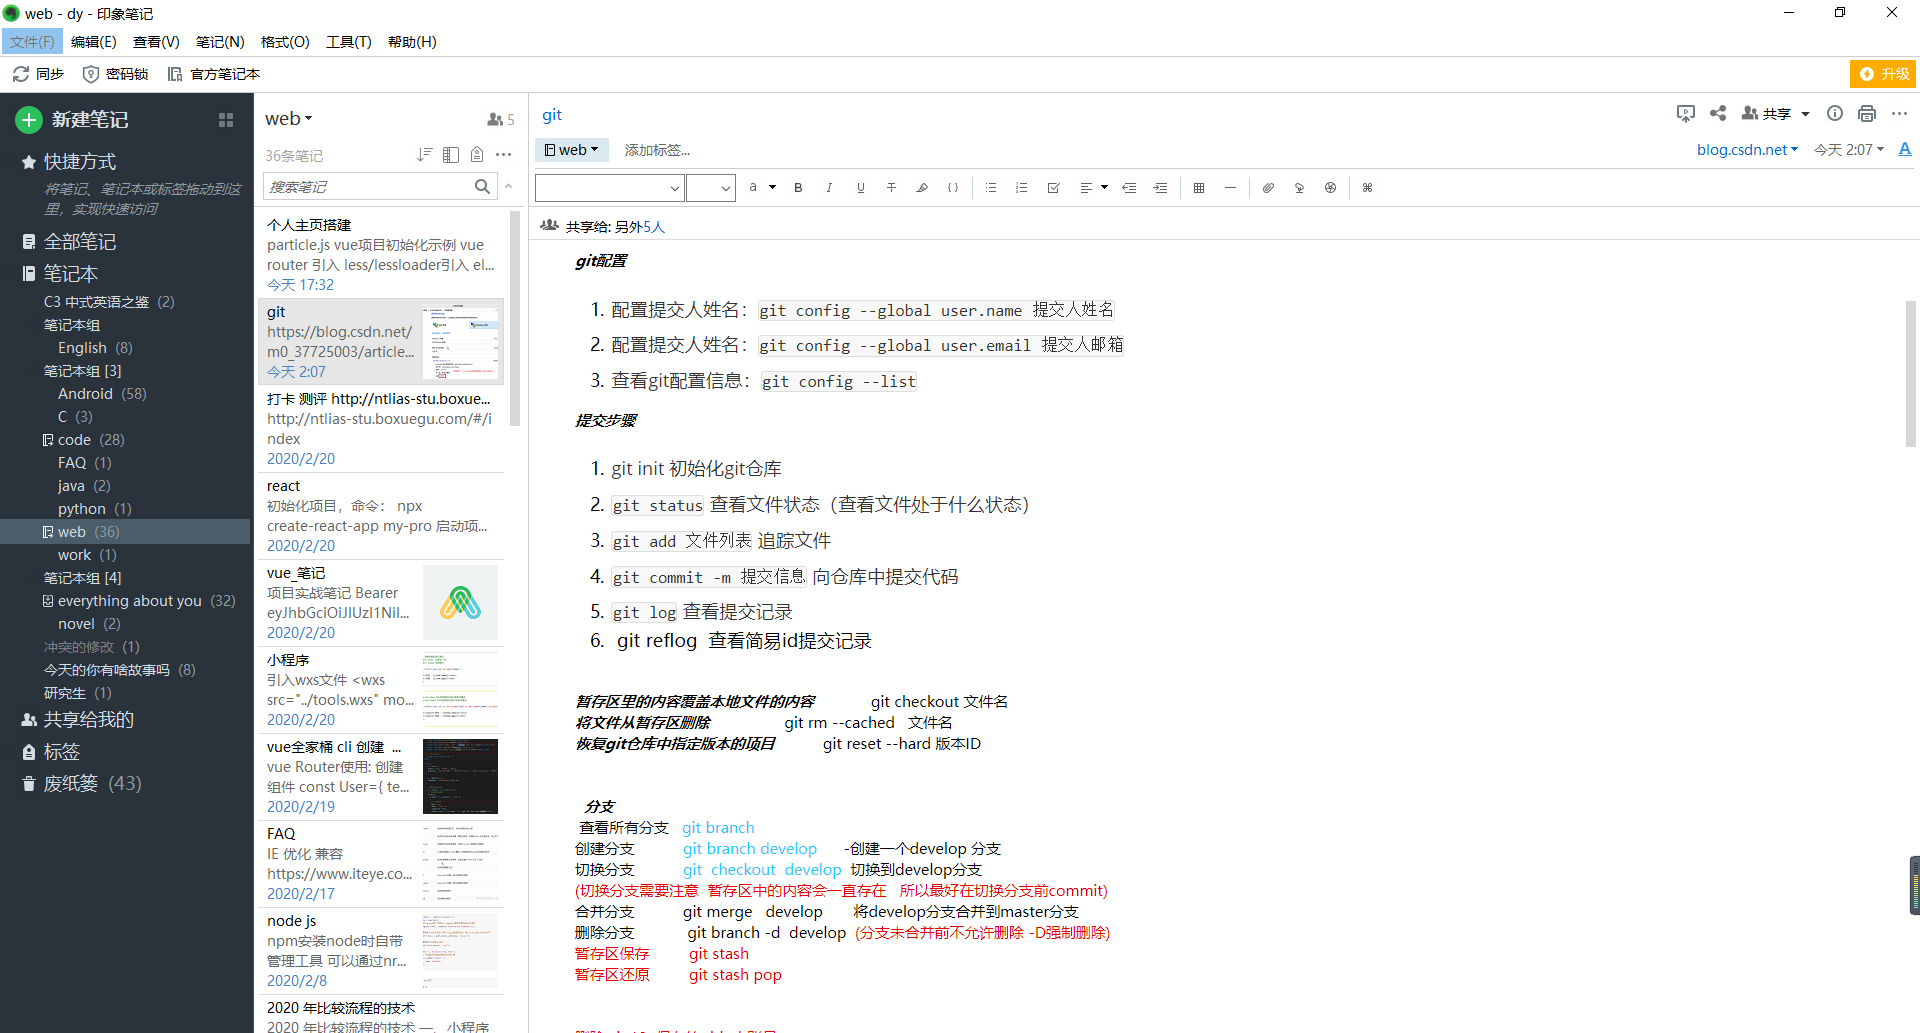 web - dy - 印象笔记
文件(F) 编辑(E) 查看(V) 笔记(N) 格式(O) 工具(T) 帮助(H)
同步 密码锁 官方笔记本 升级
新建笔记
快捷方式
将笔记、笔记本或标签拖动到这
里，实现快速访问
全部笔记
笔记本
C3 中式英语之鉴 (2)
笔记本组
English (8)
笔记本组 [3]
Android (58)
C (3)
code (28)
FAQ (1)
java (2)
python (1)
web (36)
work (1)
笔记本组 [4]
everything about you (32)
novel (2)
冲突的修改 (1)
今天的你有啥故事吗 (8)
研究生 (1)
共享给我的
标签
废纸篓 (43)
web 5
36条笔记
搜索笔记
个人主页搭建
particle.js vue项目初始化示例 vue
router 引入 less/lessloader引入 el...
今天 17:32
git
https://blog.csdn.net/
m0_37725003/article...
今天 2:07
打卡 测评 http://ntlias-stu.boxue...
http://ntlias-stu.boxuegu.com/#/i
ndex
2020/2/20
react
初始化项目，命令： npx
create-react-app my-pro 启动项...
2020/2/20
vue_笔记
项目实战笔记 Bearer
eyJhbGciOiJIUzI1NiI...
2020/2/20
小程序
引入wxs文件 <wxs
src="../tools.wxs" mo...
2020/2/20
vue全家桶 cli 创建 ...
vue Router使用: 创建
组件 const User={ te...
2020/2/19
FAQ
IE 优化 兼容
https://www.iteye.co...
2020/2/17
node js
npm安装node时自带
管理工具 可以通过nr...
2020/2/8
2020 年比较流程的技术
2020 年比较流程的技术 一、小程序
git
共享
web 添加标签...
blog.csdn.net 今天 2:07
共享给: 另外5人
git配置
1. 配置提交人姓名：git config --global user.name 提交人姓名
2. 配置提交人姓名：git config --global user.email 提交人邮箱
3. 查看git配置信息：git config --list
提交步骤
1. git init 初始化git仓库
2. git status 查看文件状态（查看文件处于什么状态）
3. git add 文件列表 追踪文件
4. git commit -m 提交信息 向仓库中提交代码
5. git log 查看提交记录
6. git reflog 查看简易id提交记录
暂存区里的内容覆盖本地文件的内容 git checkout 文件名
将文件从暂存区删除 git rm --cached 文件名
恢复git仓库中指定版本的项目 git reset --hard 版本ID
分支
查看所有分支 git branch
创建分支 git branch develop -创建一个develop 分支
切换分支 git checkout develop 切换到develop分支
(切换分支需要注意 暂存区中的内容会一直存在 所以最好在切换分支前commit)
合并分支 git merge develop 将develop分支合并到master分支
删除分支 git branch -d develop (分支未合并前不允许删除 -D强制删除)
暂存区保存 git stash
暂存区还原 git stash pop